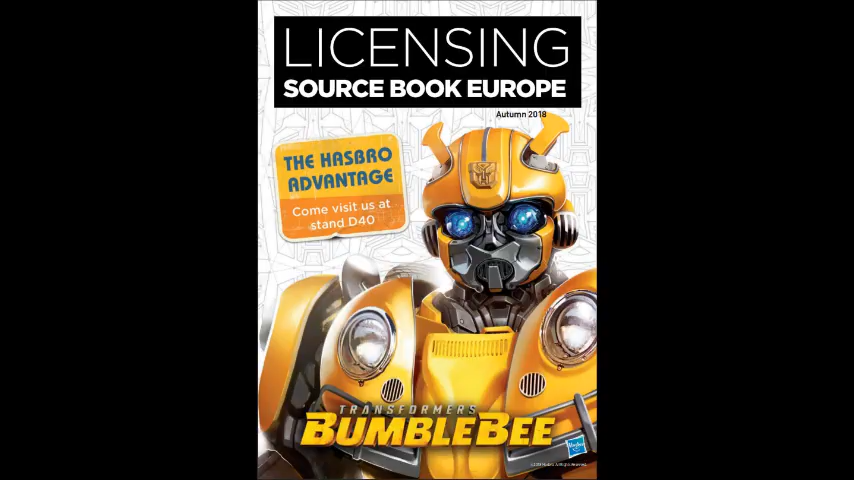 LICENSING
SOURCE BOOK EUROPE
Autumn 2018
THE HASBRO
ADVANTAGE
Come visit us at
stand D40
TRANSFORMERS
BUMBLEBEE
Hasbro